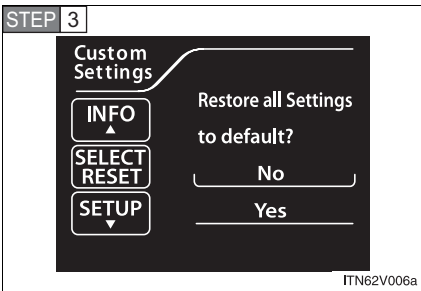 STEP 3
Custom
Settings
INFO
SELECT
RESET
SETUP
Restore all Settings
to default?
No
Yes
ITN62V006a